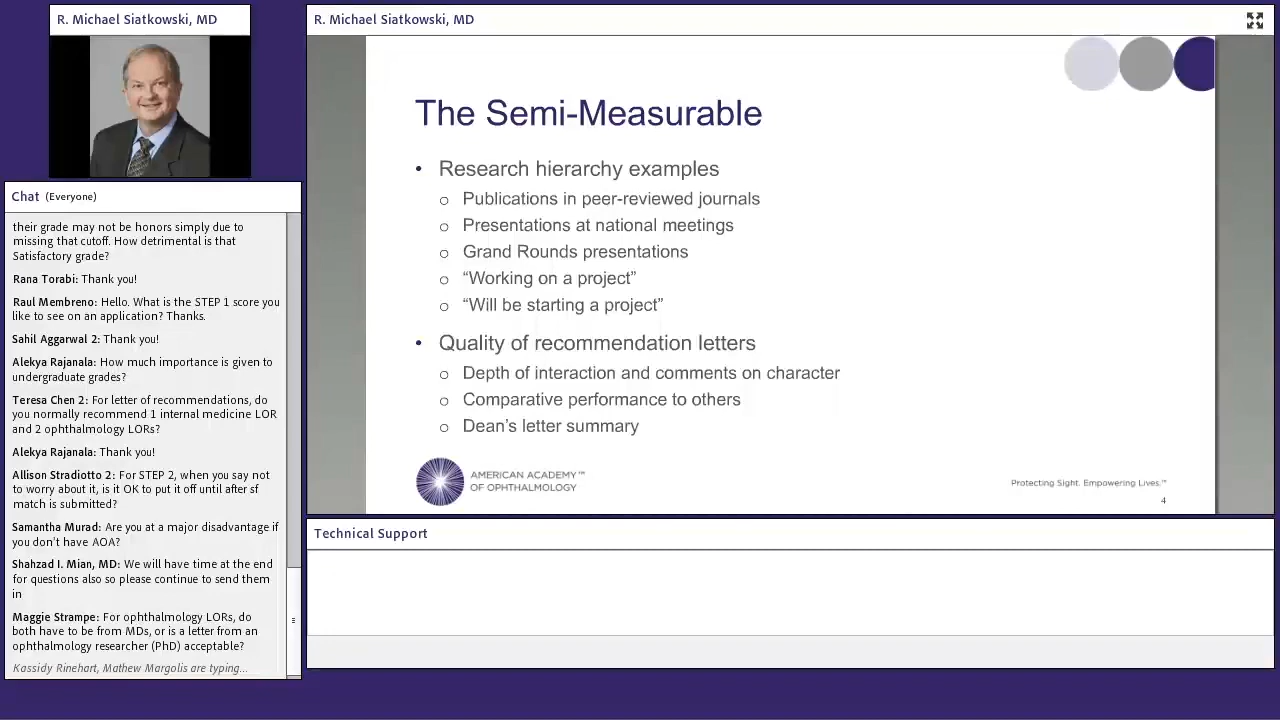 R. Michael Siatkowski, MD
Chat (Everyone)
their grade may not be honors simply due to
missing that cutoff. How detrimental is that
Satisfactory grade?
Rana Torabi: Thank you!
Raul Membreno: Hello. What is the STEP 1 score you
like to see on an application? Thanks.
Sahil Aggarwal 2: Thank you!
Alekya Rajanala: How much importance is given to
undergraduate grades?
Teresa Chen 2: For letter of recommendations, do
you normally recommend 1 internal medicine LOR
and 2 ophthalmology LORs?
Alekya Rajanala: Thank you!
Allison Stradiotto 2: For STEP 2, when you say not
to worry about it, is it OK to put it off until after sf
match is submitted?
Samantha Murad: Are you at a major disadvantage if
you don't have AOA?
Shahzad I. Mian, MD: We will have time at the end
for questions also so please continue to send them
in
Maggie Strampe: For ophthalmology LORs, do
both have to be from MDs, or is a letter from an
ophthalmology researcher (PhD) acceptable?
Kassidy Rinehart, Mathew Margolis are typing...
R. Michael Siatkowski, MD
The Semi-Measurable
• Research hierarchy examples
o Publications in peer-reviewed journals
o Presentations at national meetings
o Grand Rounds presentations
o “Working on a project”
o “Will be starting a project”
• Quality of recommendation letters
o Depth of interaction and comments on character
o Comparative performance to others
o Dean’s letter summary
AMERICAN ACADEMY™
OF OPHTHALMOLOGY
Protecting Sight. Empowering Lives.™
4
Technical Support